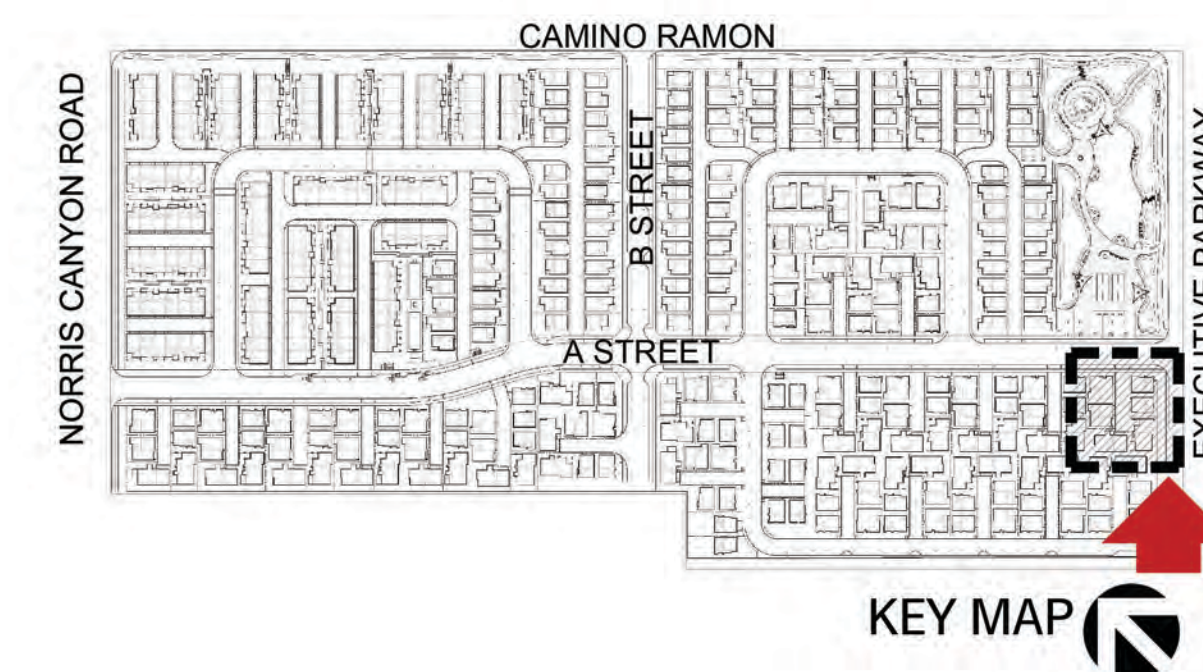 CAMINO RAMON
NORRIS CANYON ROAD
B STREET
EXECUTIVE PARKWAY
A STREET
KEY MAP